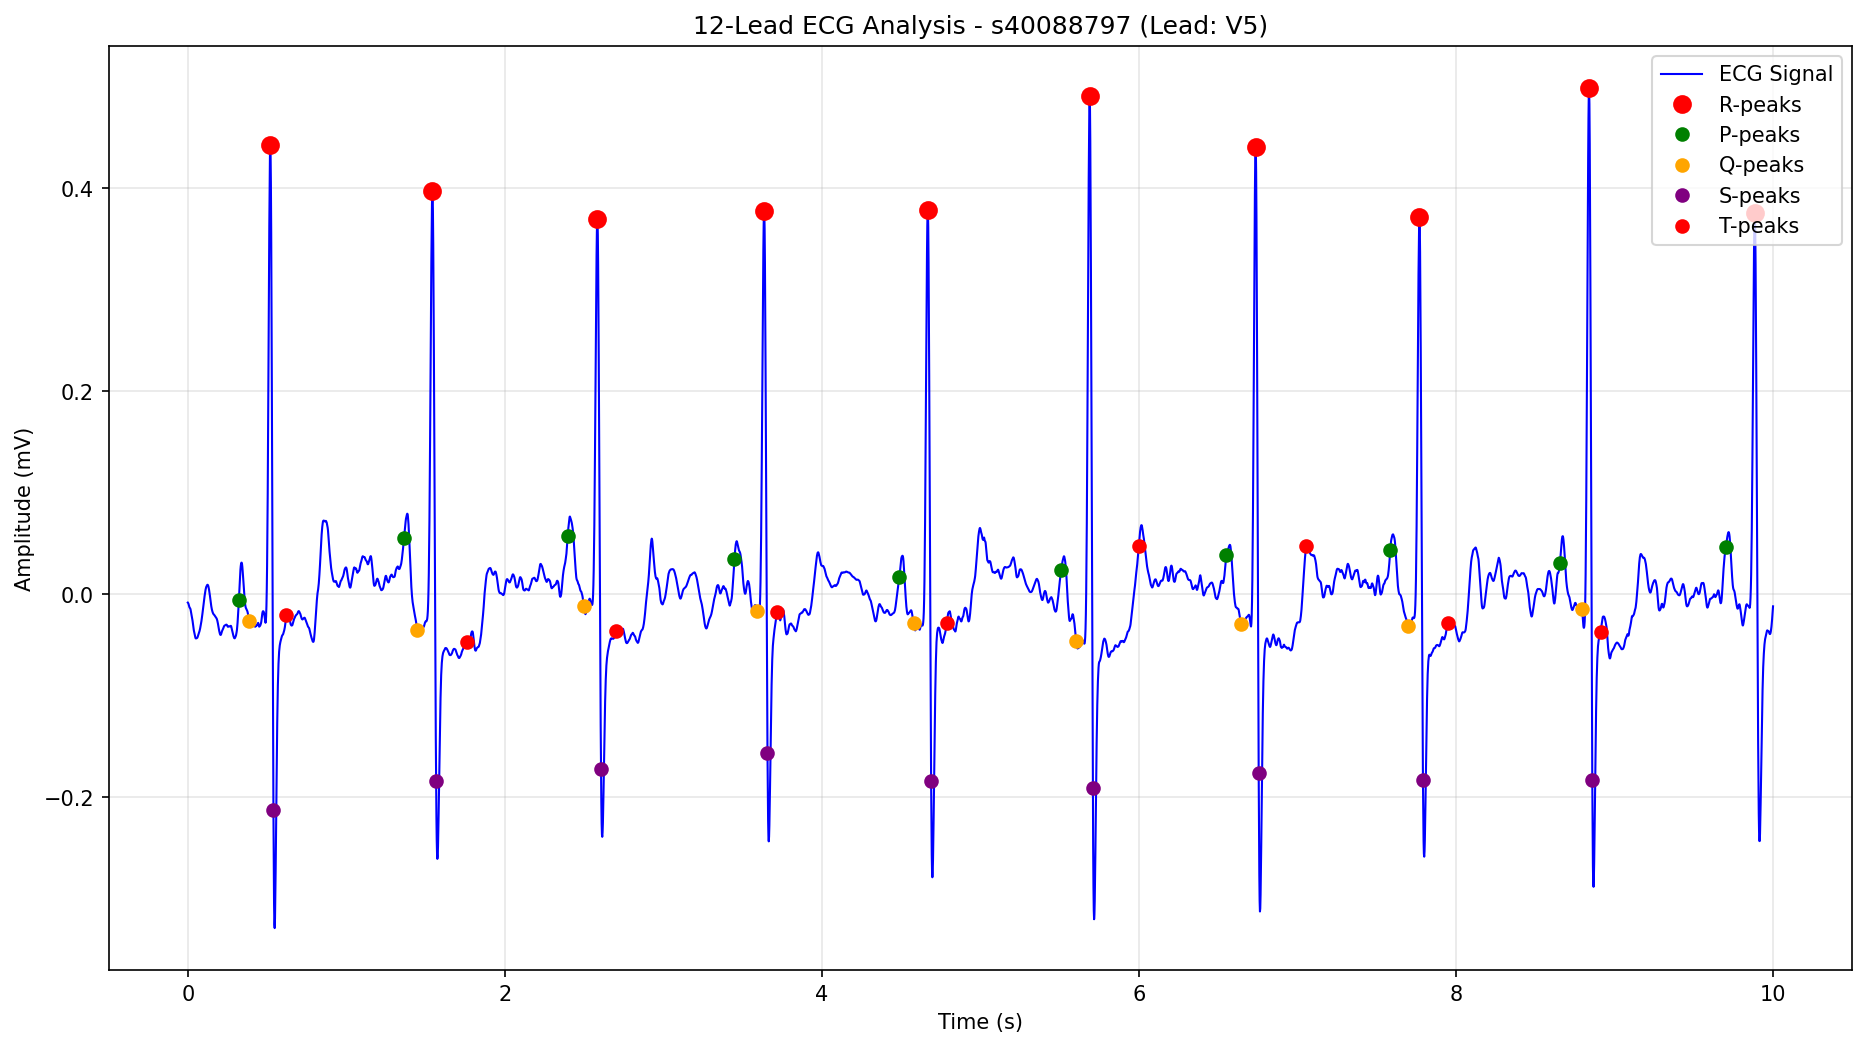 12-Lead ECG Analysis - s40088797 (Lead: V5)
ECG Signal
R-peaks
P-peaks
Q-peaks
S-peaks
T-peaks
Amplitude (mV)
0.4
0.2
0.0
−0.2
0 2 4 6 8 10
Time (s)